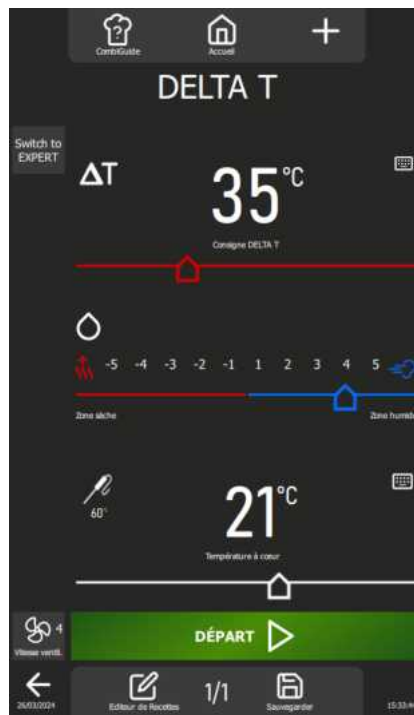 CombiGuide
Accueil
DELTA T
Switch to
EXPERT
ΔT
35°C
Consigne DELTA T
-5 -4 -3 -2 -1 1 2 3 4 5
Zone sèche
Zone humide
60°
21°C
Température à cœur
4
Vitesse ventil.
DÉPART
26/03/2024
Editeur de Recettes
1/1
Sauvegarder